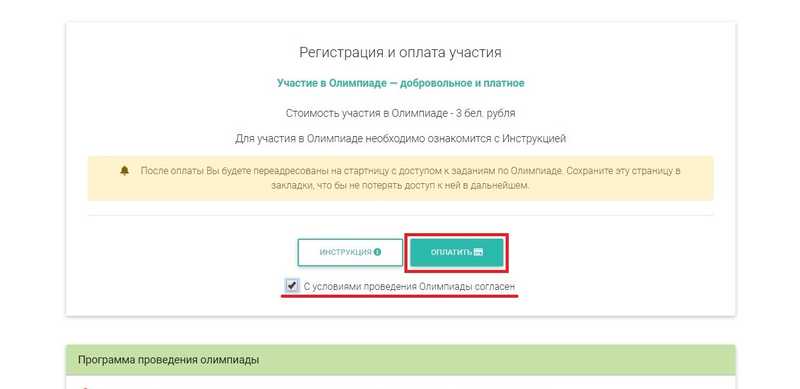 Регистрация и оплата участия
Участие в Олимпиаде — добровольное и платное
Стоимость участия в Олимпиаде - 3 бел. рубля
Для участия в Олимпиаде необходимо ознакомится с Инструкцией
После оплаты Вы будете переадресованы на стартницу с доступом к заданиям по Олимпиаде. Сохраните эту страницу в
закладки, что бы не потерять доступ к ней в дальнейшем.
ИНСТРУКЦИЯ
ОПЛАТИТЬ
С условиями проведения Олимпиады согласен
Программа проведения олимпиады